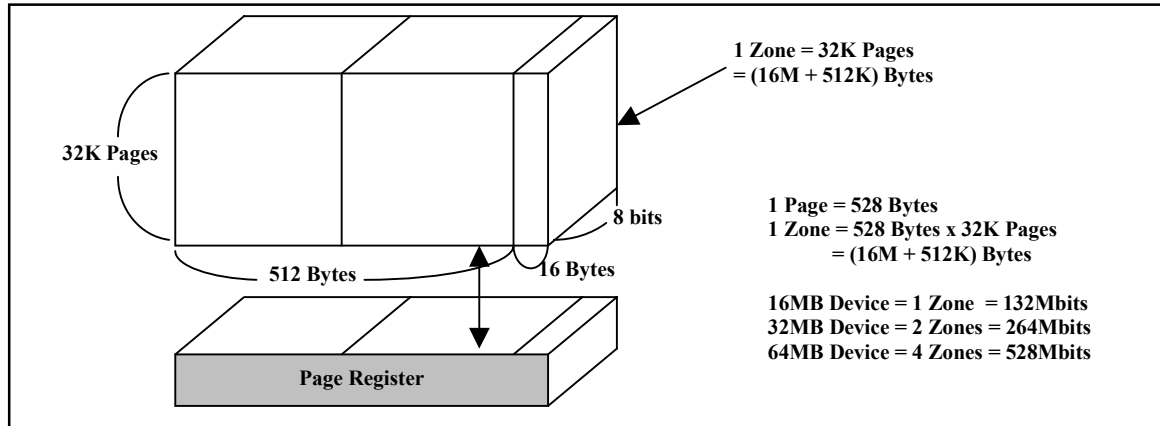 1 Zone = 32K Pages
= (16M + 512K) Bytes
32K Pages
8 bits
512 Bytes
16 Bytes
1 Page = 528 Bytes
1 Zone = 528 Bytes x 32K Pages
= (16M + 512K) Bytes
16MB Device = 1 Zone = 132Mbits
32MB Device = 2 Zones = 264Mbits
64MB Device = 4 Zones = 528Mbits
Page Register